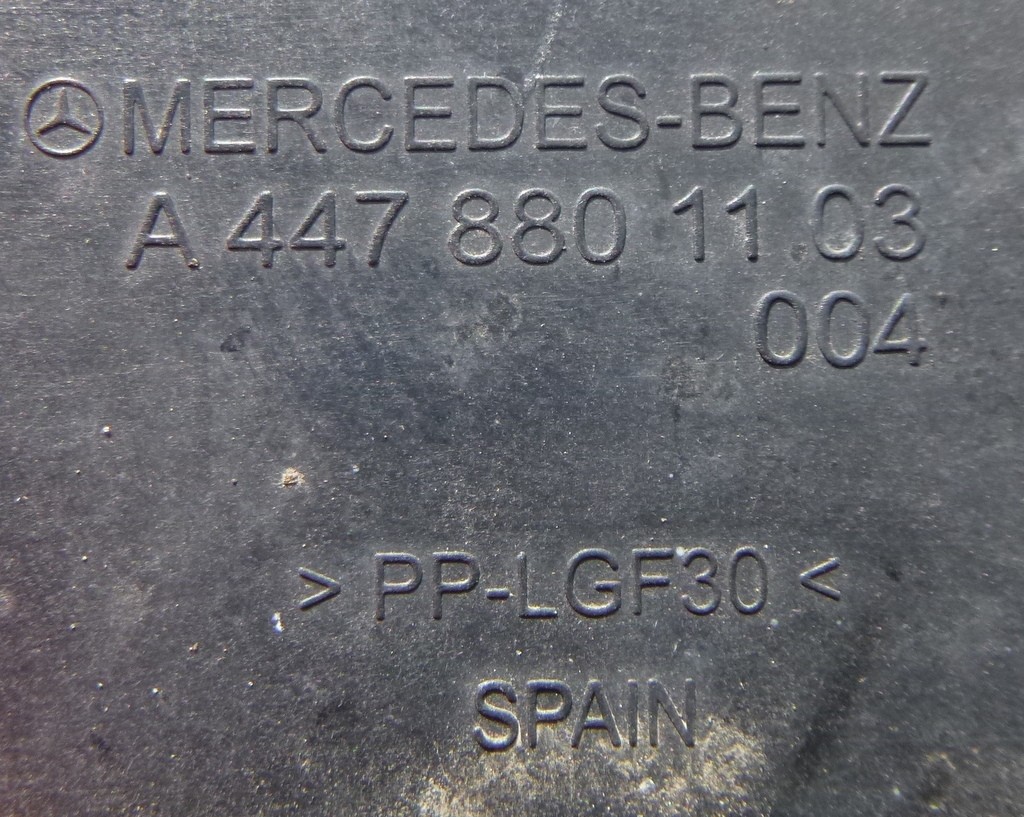 MERCEDES-BENZ
A 447 880 11.03
004
> PP-LGF30 <
SPAIN